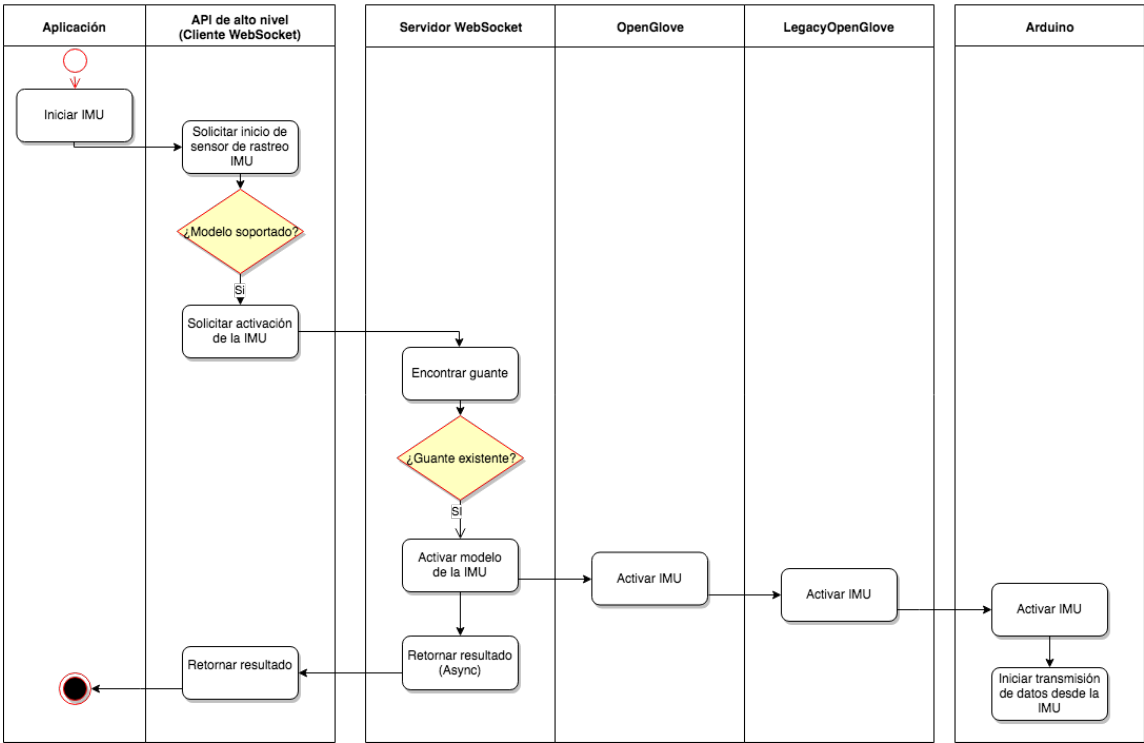 Aplicación
API de alto nivel
(Cliente WebSocket)
Servidor WebSocket
OpenGlove
LegacyOpenGlove
Arduino
Iniciar IMU
Solicitar inicio de
sensor de rastreo
IMU
¿Modelo soportado?
Si
Solicitar activación
de la IMU
Encontrar guante
¿Guante existente?
SI
Activar modelo
de la IMU
Activar IMU
Activar IMU
Activar IMU
Retornar resultado
(Async)
Retornar resultado
Iniciar transmisión
de datos desde la
IMU